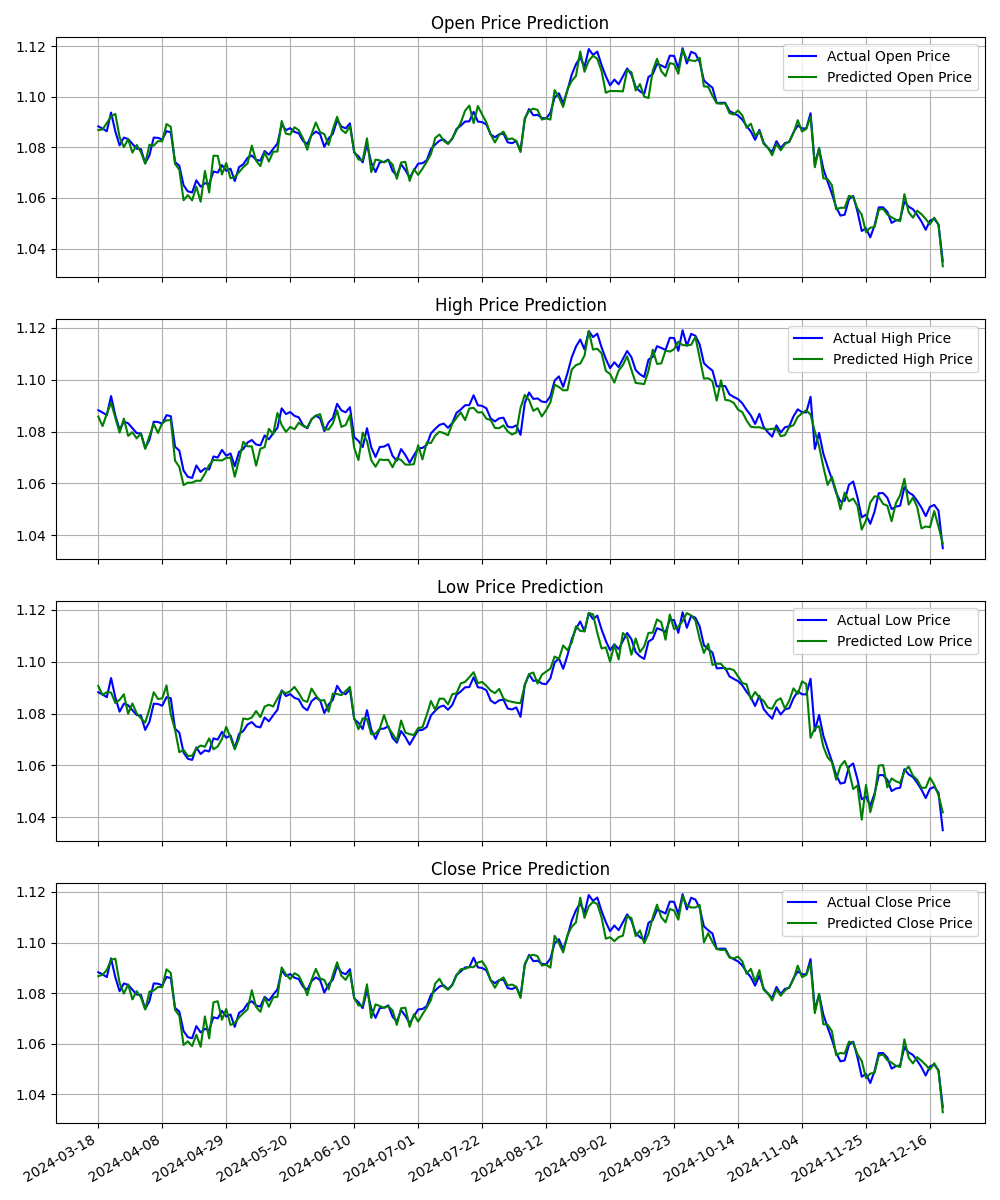 Open Price Prediction
1.12
1.10
1.08
1.06
1.04
Actual Open Price
Predicted Open Price
High Price Prediction
1.12
1.10
1.08
1.06
1.04
Actual High Price
Predicted High Price
Low Price Prediction
1.12
1.10
1.08
1.06
1.04
Actual Low Price
Predicted Low Price
Close Price Prediction
1.12
1.10
1.08
1.06
1.04
Actual Close Price
Predicted Close Price
2024-03-18
2024-04-08
2024-04-29
2024-05-20
2024-06-10
2024-07-01
2024-07-22
2024-08-12
2024-09-02
2024-09-23
2024-10-14
2024-11-04
2024-11-25
2024-12-16